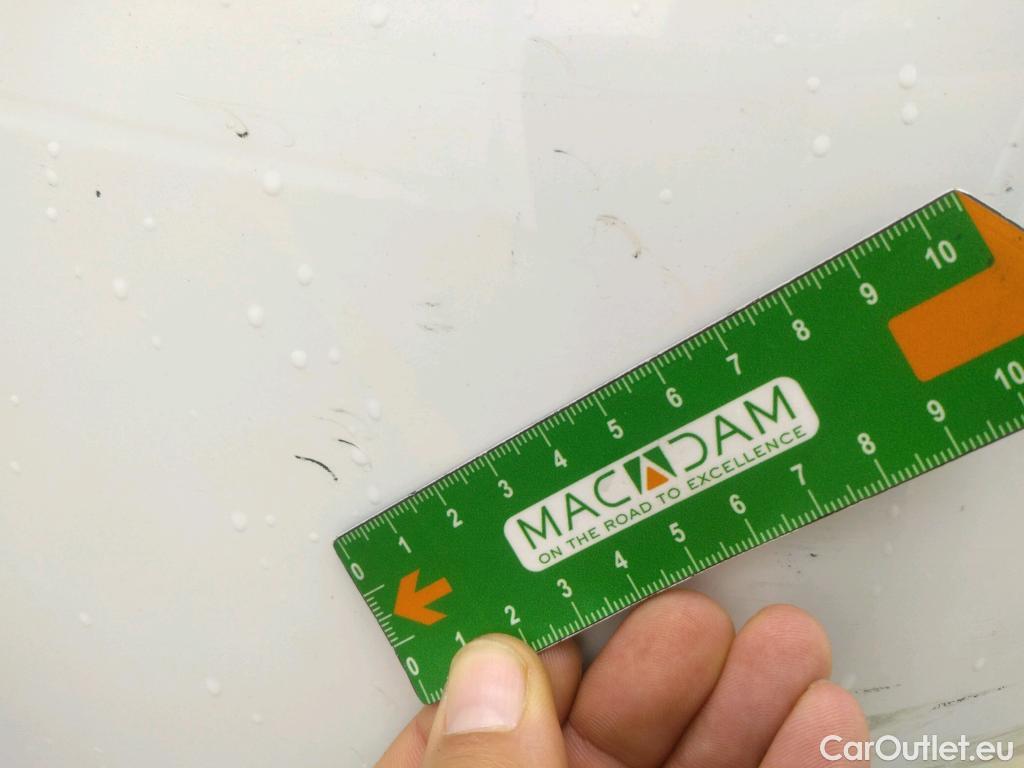 0 1 2 3 4 5 6 7 8 9 10
MACADAM
ON THE ROAD TO EXCELLENCE
0 1 2 3 4 5 6 7 8 9 10
CarOutlet.eu